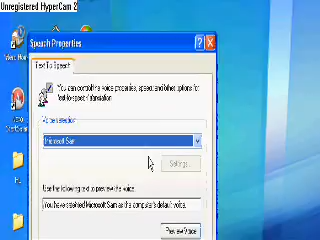 Unregistered HyperCam 2
Speech Properties
Text To Speech
You can control the voice properties, speed, and other options for
text-to-speech translation
Voice selection
Microsoft Sam
Settings...
Use the following text to preview the voice.
You have selected Microsoft Sam as the computer's default voice.
Preview Voice